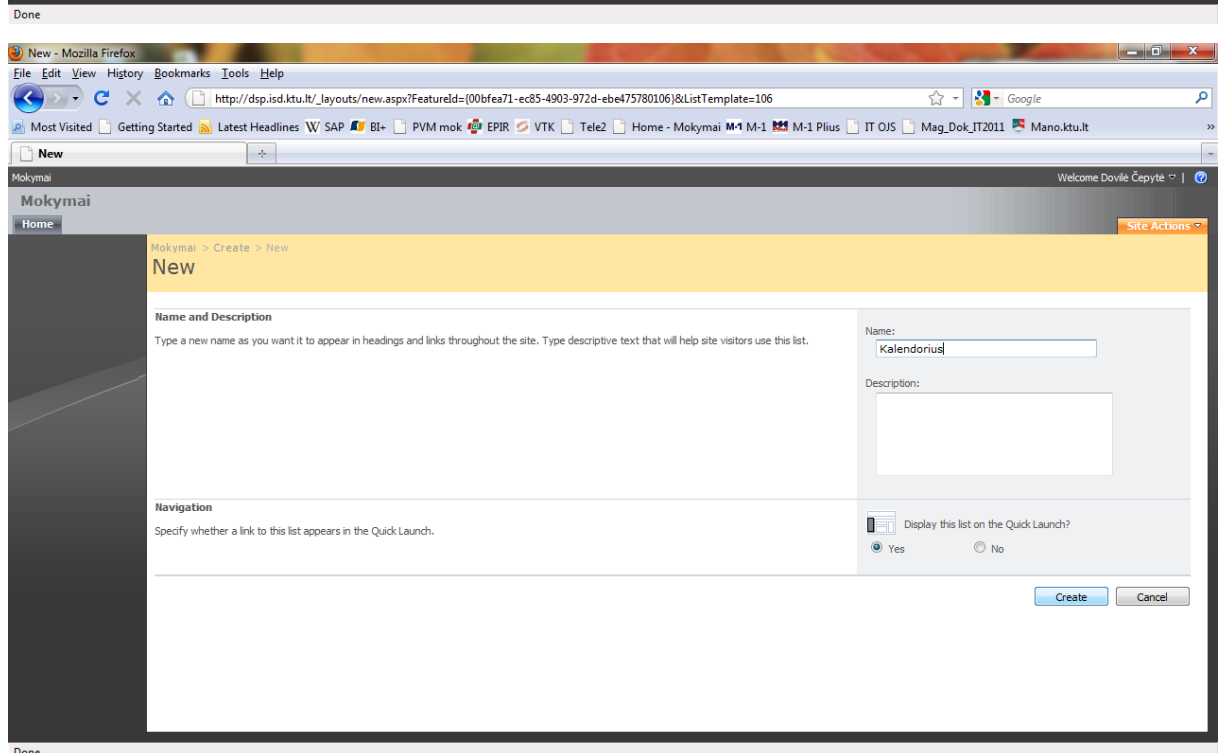 Done
New - Mozilla Firefox
File Edit View History Bookmarks Tools Help
http://dsp.isd.ktu.lt/_layouts/new.aspx?FeatureId={00bfea71-ec85-4903-972d-ebe475780106}&ListTemplate=106 Google
Most Visited Getting Started Latest Headlines W SAP BI+ PVM mok EPIR VTK Tele2 Home - Mokymai M-1 M-1 M-1 Plius IT OJS Mag_Dok_IT2011 Mano.ktu.lt »
New
Mokymai Welcome Dovilė Čepytė |
Mokymai
Home Site Actions
Mokymai > Create > New
New
Name and Description
Type a new name as you want it to appear in headings and links throughout the site. Type descriptive text that will help site visitors use this list.
Name:
Kalendorius
Description:
Navigation
Specify whether a link to this list appears in the Quick Launch.
Display this list on the Quick Launch?
Yes No
Create Cancel
Done